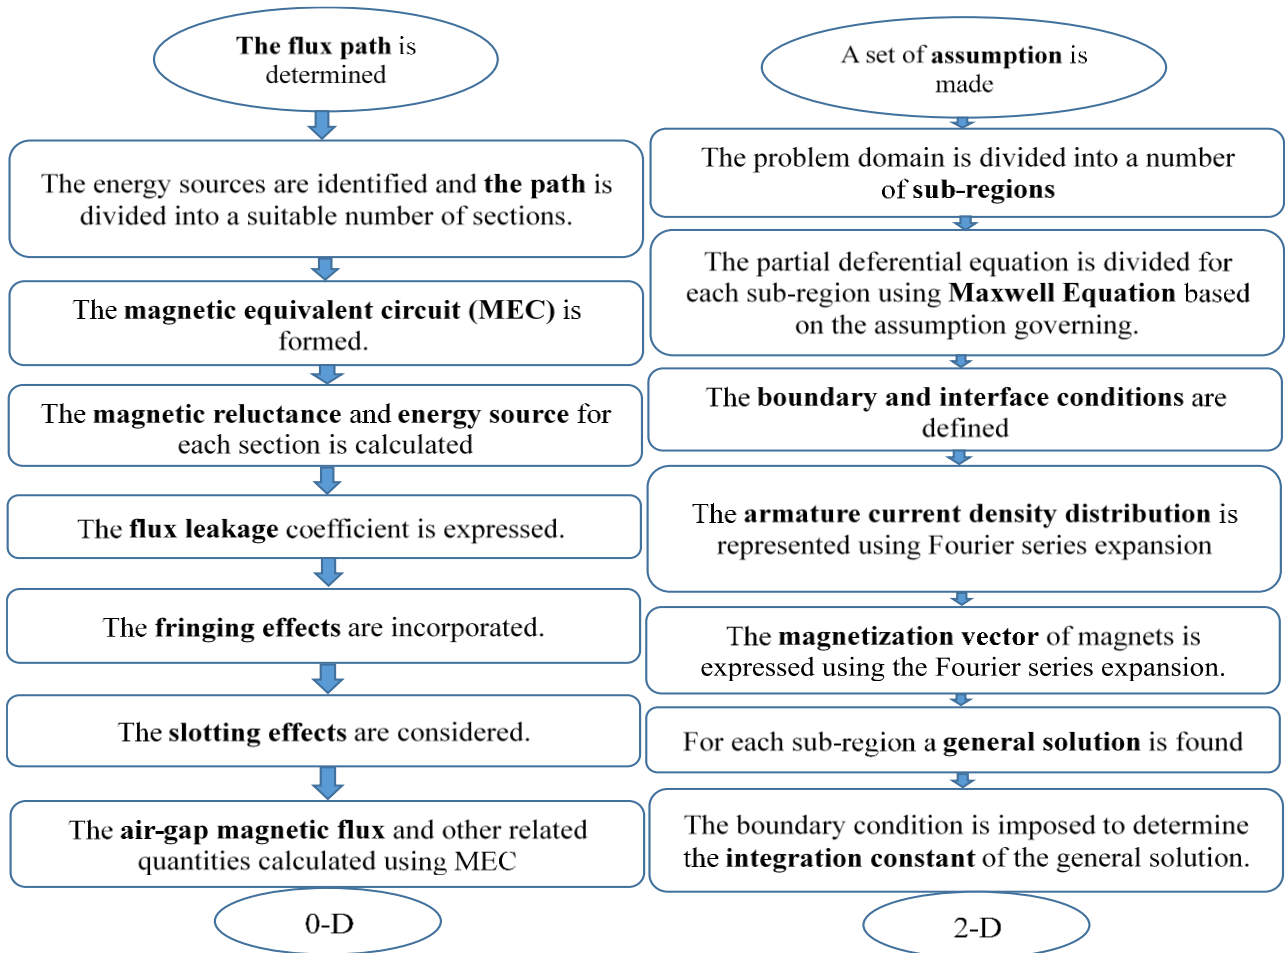 The flux path is
determined
The energy sources are identified and the path is
divided into a suitable number of sections.
The magnetic equivalent circuit (MEC) is
formed.
The magnetic reluctance and energy source for
each section is calculated
The flux leakage coefficient is expressed.
The fringing effects are incorporated.
The slotting effects are considered.
The air-gap magnetic flux and other related
quantities calculated using MEC
0-D
A set of assumption is
made
The problem domain is divided into a number
of sub-regions
The partial deferential equation is divided for
each sub-region using Maxwell Equation based
on the assumption governing.
The boundary and interface conditions are
defined
The armature current density distribution is
represented using Fourier series expansion
The magnetization vector of magnets is
expressed using the Fourier series expansion.
For each sub-region a general solution is found
The boundary condition is imposed to determine
the integration constant of the general solution.
2-D